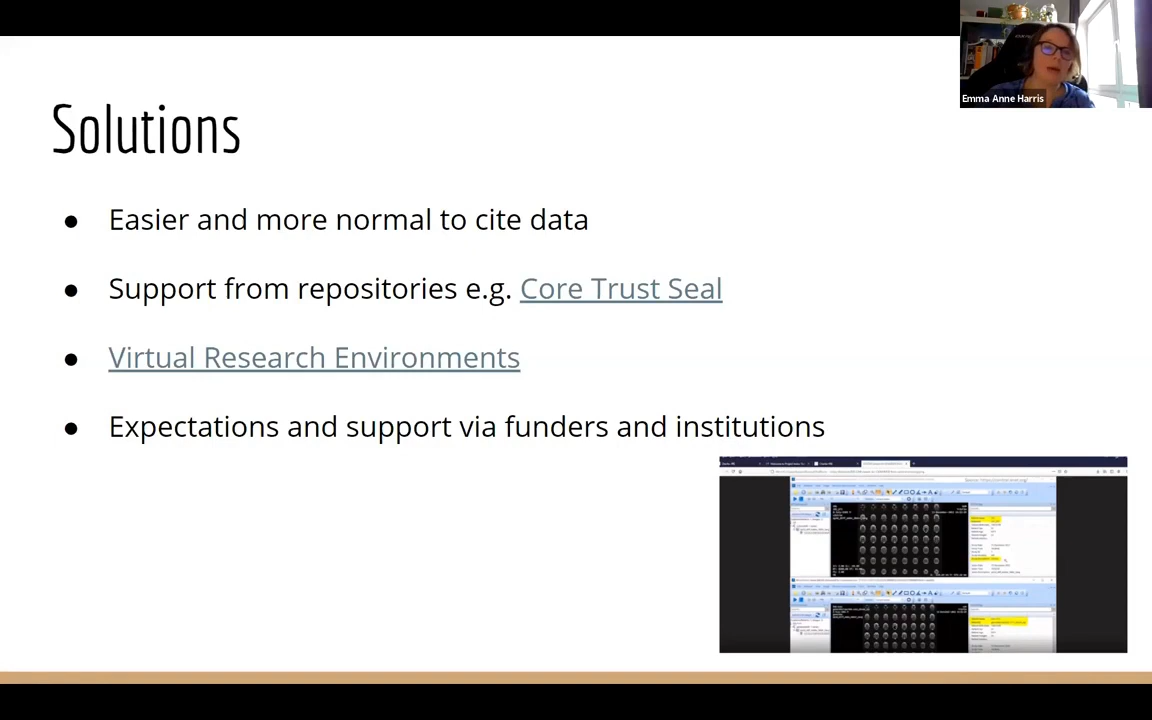 Emma Anne Harris
Solutions
● Easier and more normal to cite data
● Support from repositories e.g. Core Trust Seal
● Virtual Research Environments
● Expectations and support via funders and institutions